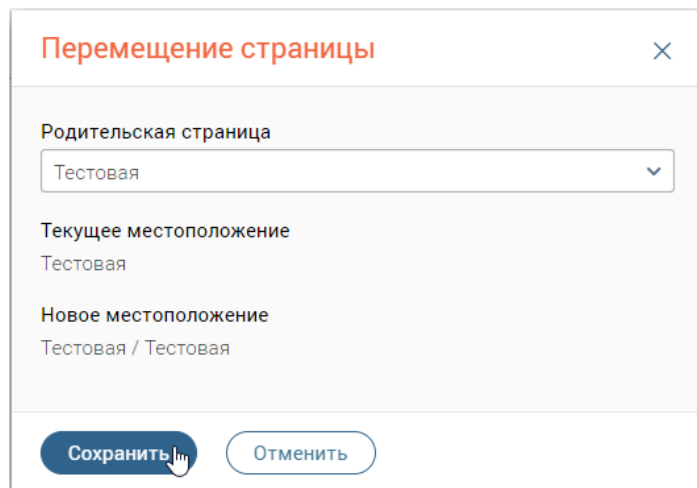 Перемещение страницы
Родительская страница
Тестовая
Текущее местоположение
Тестовая
Новое местоположение
Тестовая / Тестовая
Сохранить Отменить